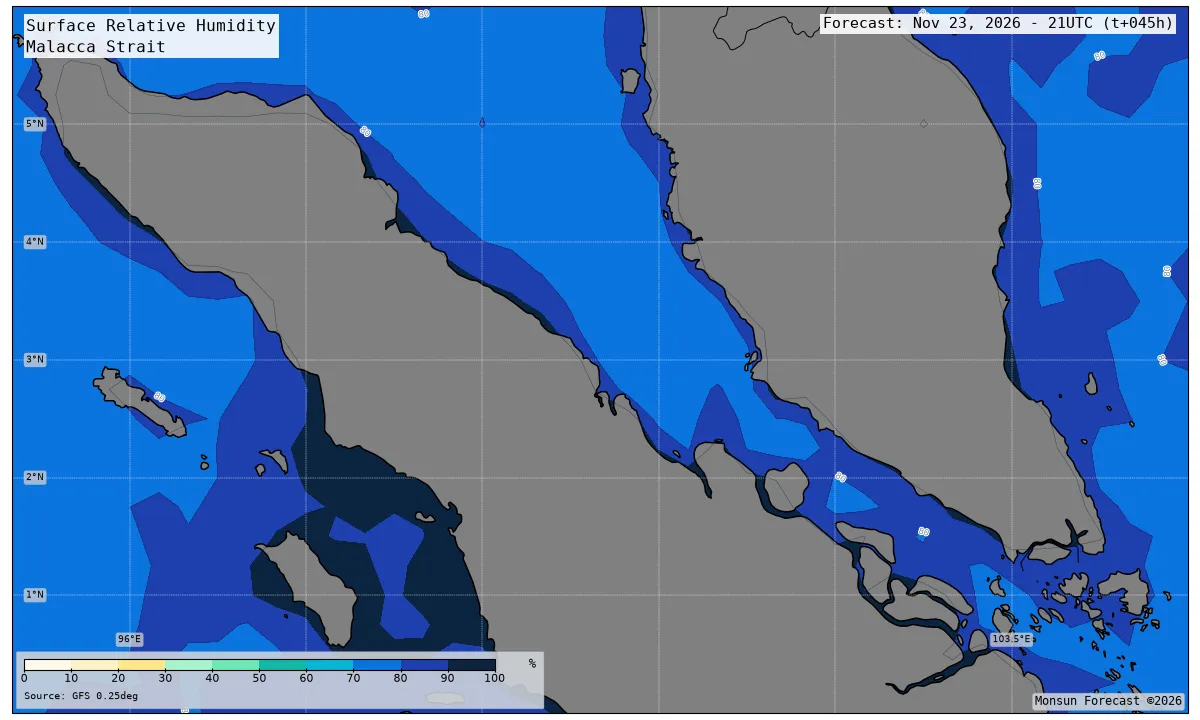 Surface Relative Humidity
Malacca Strait
Forecast: Nov 23, 2026 - 21UTC (t+045h)
80
80
80
5°N
80
80
4°N
80
3°N
80
80
2°N
80
80
1°N
96°E
103.5°E
%
0 10 20 30 40 50 60 70 80 90 100
Source: GFS 0.25deg
Monsun Forecast ©2026